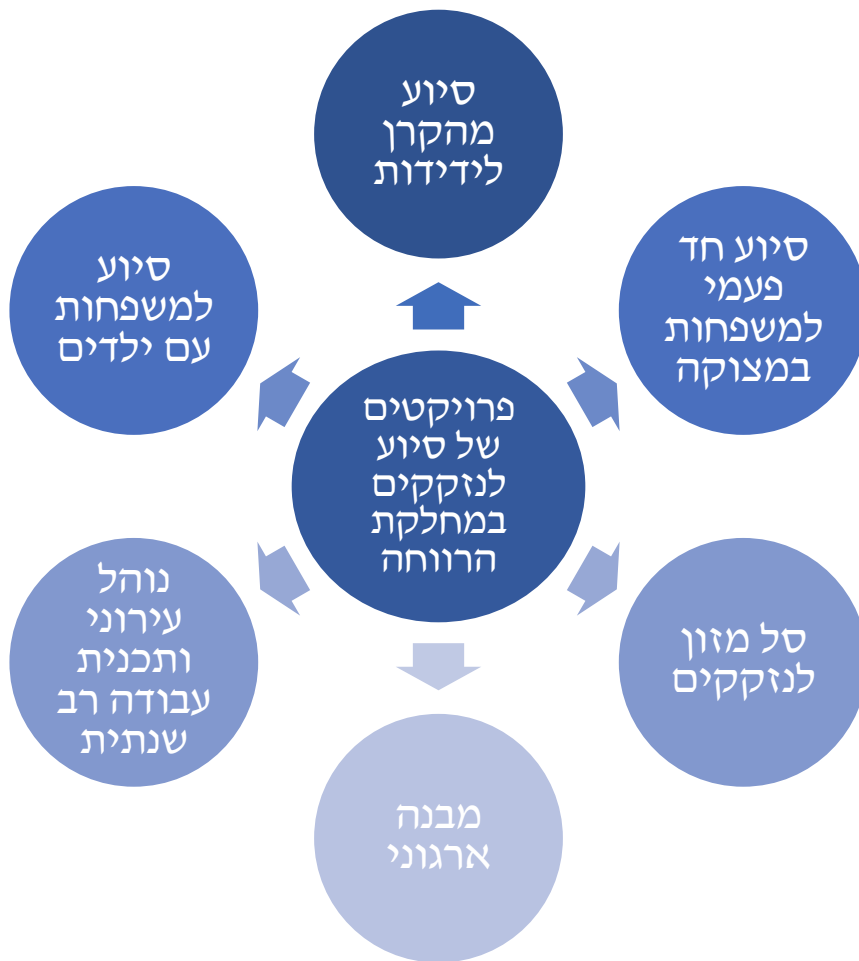 סיוע
מהקרן
לידידות
סיוע חד
פעמי
למשפחות
במצוקה
סיוע
למשפחות
עם ילדים
פרויקטים
של סיוע
לנזקקים
במחלקת
הרווחה
סל מזון
לנזקקים
נוהל
עירוני
ותכנית
עבודה רב
שנתית
מבנה
ארגוני